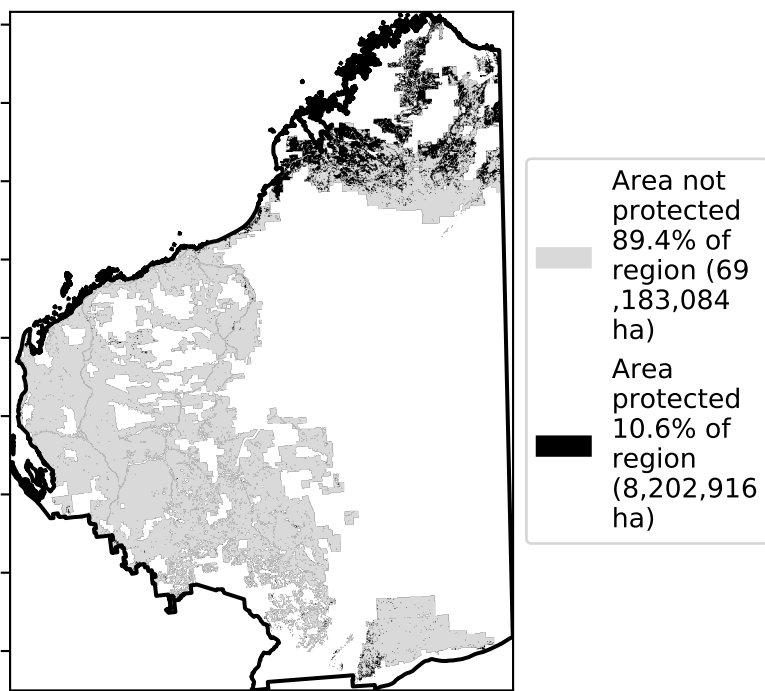 Area not
protected
89.4% of
region (69
,183,084
ha)
Area
protected
10.6% of
region
(8,202,916
ha)